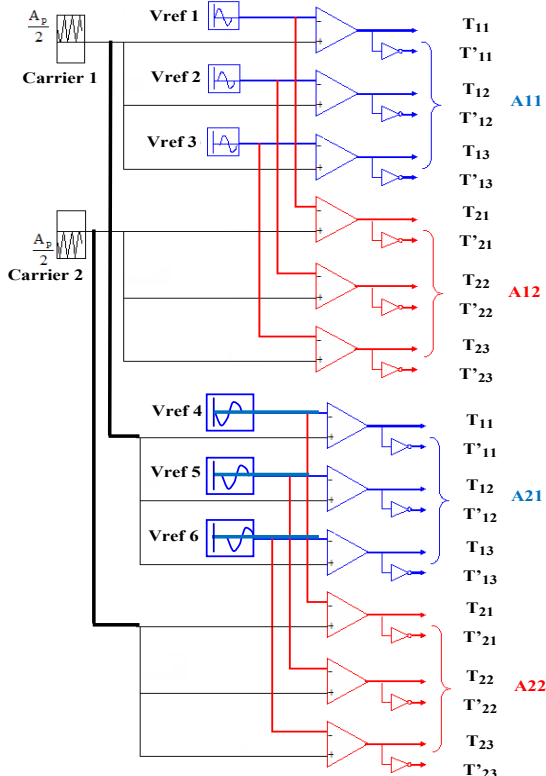 Vref 1
A_P/2
Carrier 1
T11
T'11
Vref 2
T12
T'12
A11
Vref 3
T13
T'13
A_P/2
Carrier 2
T21
T'21
T22
T'22
A12
T23
T'23
Vref 4
T11
T'11
Vref 5
T12
T'12
A21
Vref 6
T13
T'13
T21
T'21
T22
T'22
A22
T23
T'23